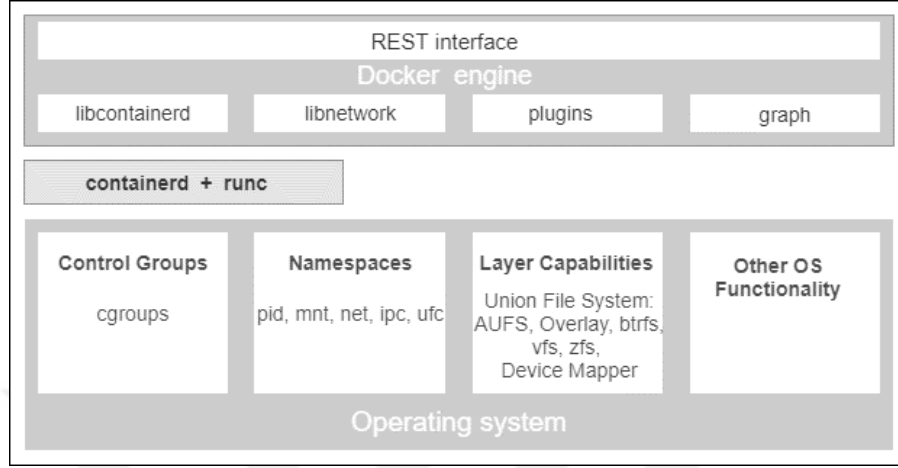 REST interface
Docker engine
libcontainerd
libnetwork
plugins
graph
containerd + runc
Control Groups
cgroups
Namespaces
pid, mnt, net, ipc, ufc
Layer Capabilities
Union File System:
AUFS, Overlay, btrfs,
vfs, zfs,
Device Mapper
Other OS
Functionality
Operating system